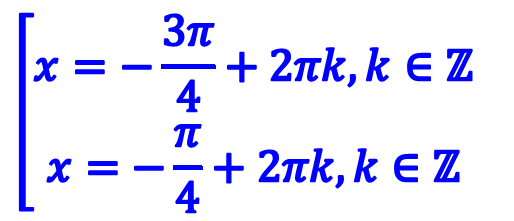 x = −3π/4 + 2πk, k ∈ ℤ
x = −π/4 + 2πk, k ∈ ℤ